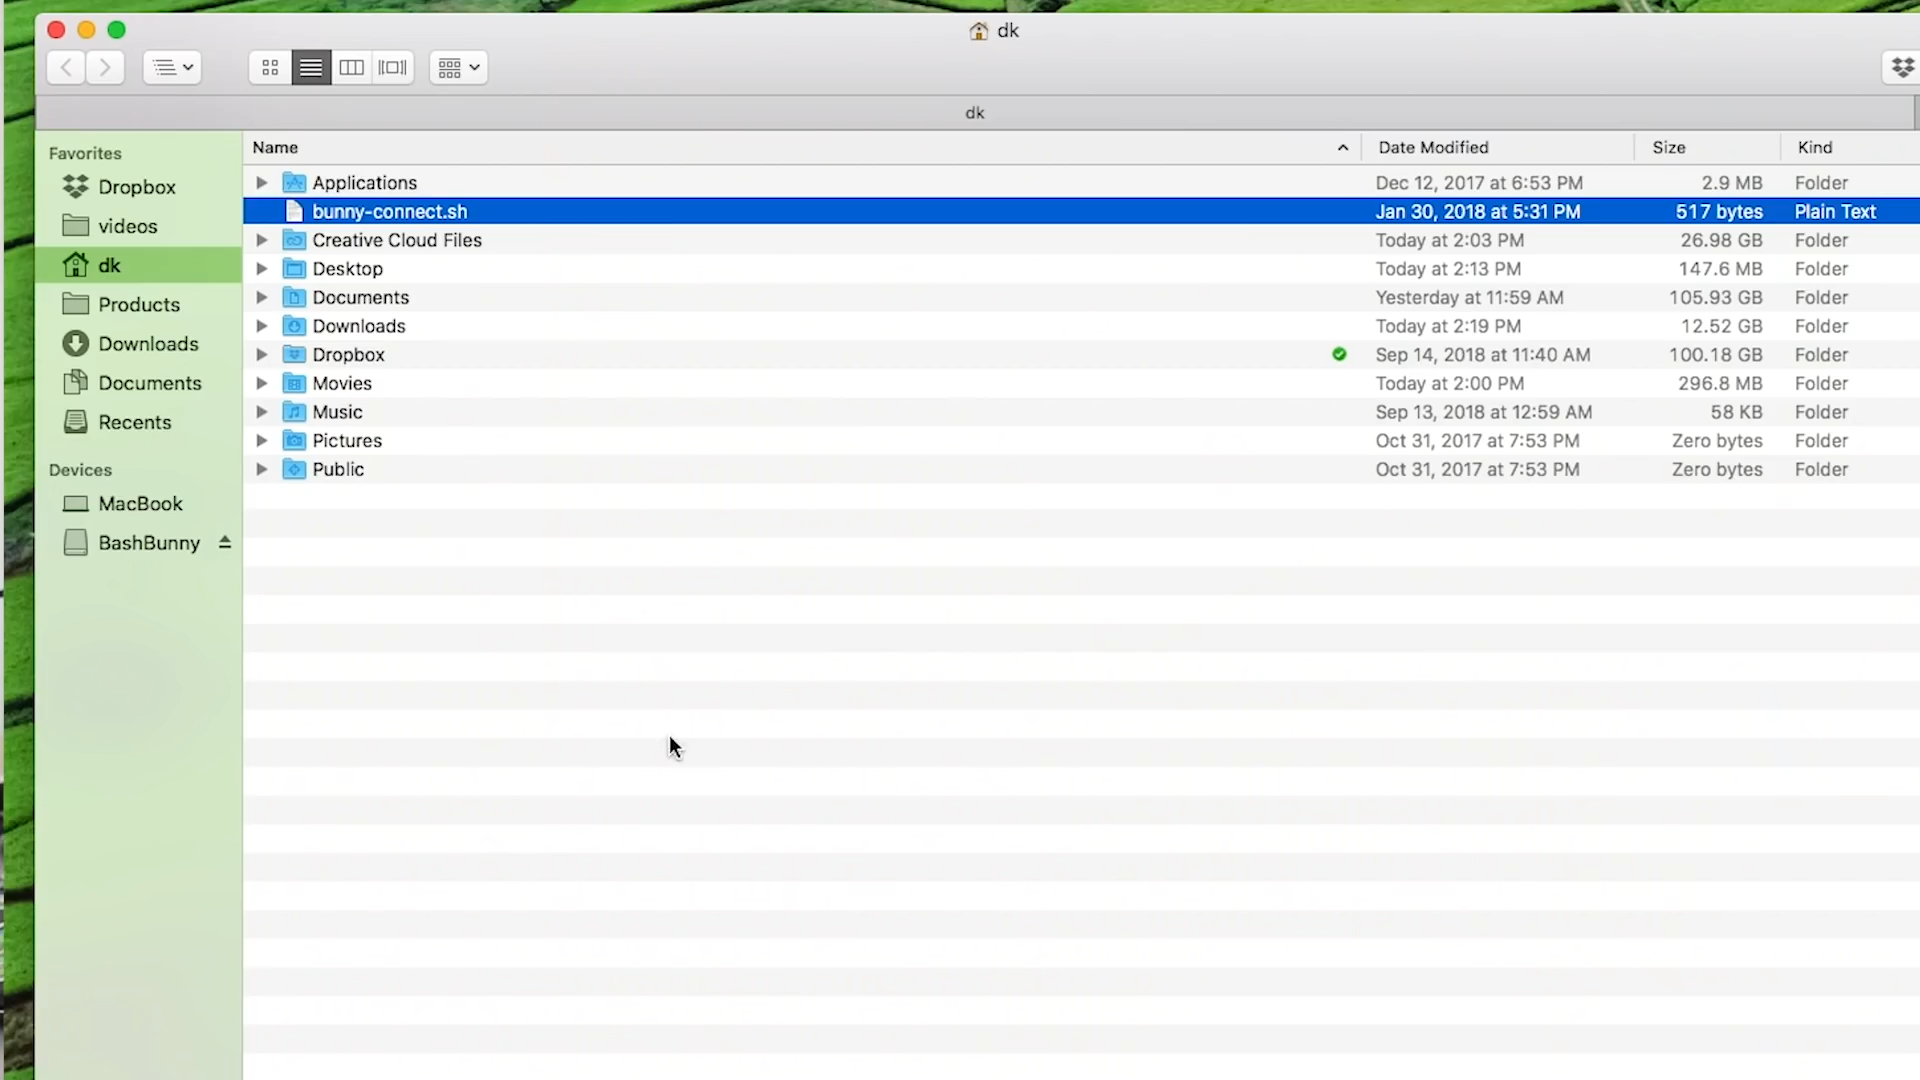 dk
dk
Favorites
Dropbox
videos
dk
Products
Downloads
Documents
Recents
Devices
MacBook
BashBunny
Name Date Modified Size Kind
Applications Dec 12, 2017 at 6:53 PM 2.9 MB Folder
bunny-connect.sh Jan 30, 2018 at 5:31 PM 517 bytes Plain Text
Creative Cloud Files Today at 2:03 PM 26.98 GB Folder
Desktop Today at 2:13 PM 147.6 MB Folder
Documents Yesterday at 11:59 AM 105.93 GB Folder
Downloads Today at 2:19 PM 12.52 GB Folder
Dropbox Sep 14, 2018 at 11:40 AM 100.18 GB Folder
Movies Today at 2:00 PM 296.8 MB Folder
Music Sep 13, 2018 at 12:59 AM 58 KB Folder
Pictures Oct 31, 2017 at 7:53 PM Zero bytes Folder
Public Oct 31, 2017 at 7:53 PM Zero bytes Folder